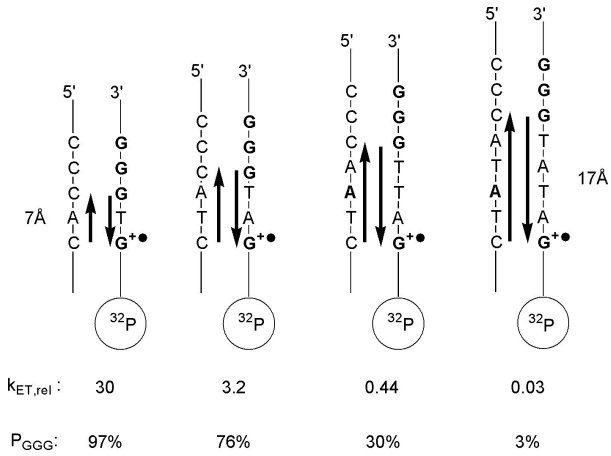 5'
C-C-C-A-C
3'
G-G-G-T-G+•
7Å
32P
5'
C-C-C-A-T-C
3'
G-G-G-T-A-G+•
32P
5'
C-C-C-A-A-T-C
3'
G-G-G-T-T-A-G+•
32P
5'
C-C-C-A-T-A-T-C
3'
G-G-G-T-A-T-A-G+•
17Å
32P
kET,rel : 30 3.2 0.44 0.03
PGGG: 97% 76% 30% 3%